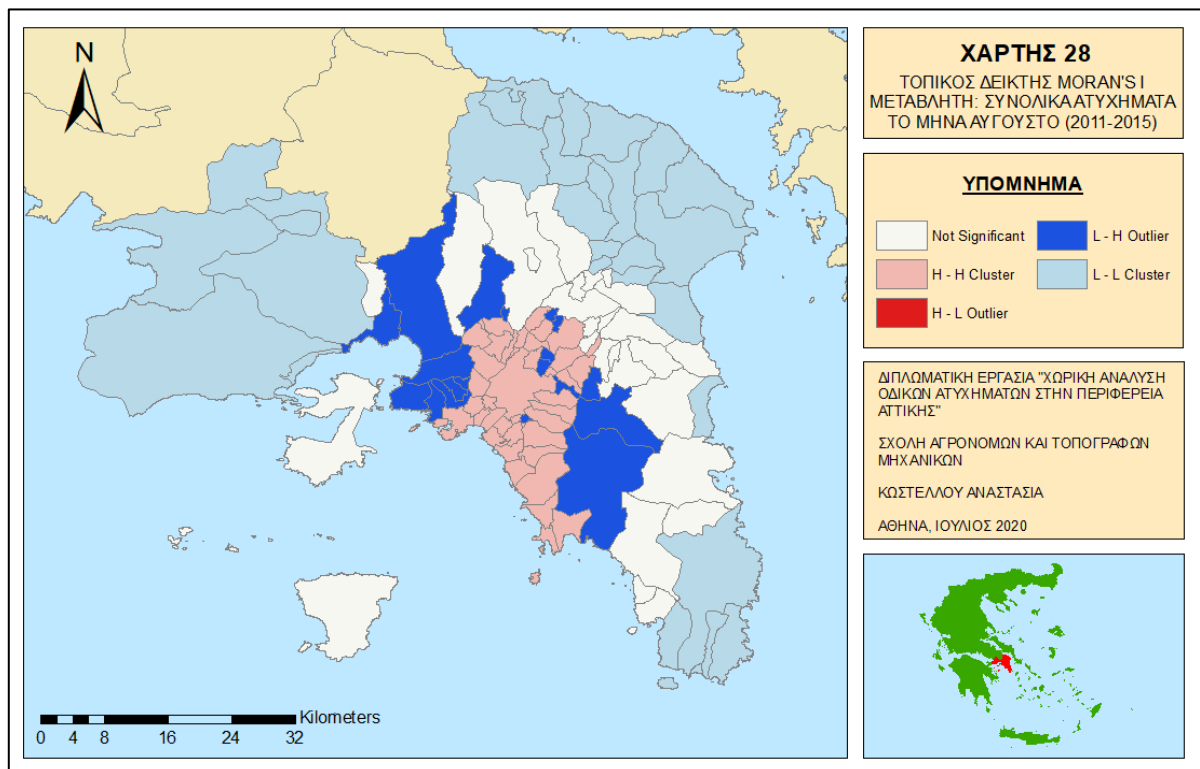 N
Kilometers
0 4 8 16 24 32
ΧΑΡΤΗΣ 28
ΤΟΠΙΚΟΣ ΔΕΙΚΤΗΣ MORAN'S I
ΜΕΤΑΒΛΗΤΗ: ΣΥΝΟΛΙΚΑ ΑΤΥΧΗΜΑΤΑ
ΤΟ ΜΗΝΑ ΑΥΓΟΥΣΤΟ (2011-2015)
ΥΠΟΜΝΗΜΑ
Not Significant
L - H Outlier
H - H Cluster
L - L Cluster
H - L Outlier
ΔΙΠΛΩΜΑΤΙΚΗ ΕΡΓΑΣΙΑ "ΧΩΡΙΚΗ ΑΝΑΛΥΣΗ
ΟΔΙΚΩΝ ΑΤΥΧΗΜΑΤΩΝ ΣΤΗΝ ΠΕΡΙΦΕΡΕΙΑ
ΑΤΤΙΚΗΣ"
ΣΧΟΛΗ ΑΓΡΟΝΟΜΩΝ ΚΑΙ ΤΟΠΟΓΡΑΦΩΝ
ΜΗΧΑΝΙΚΩΝ
ΚΩΣΤΕΛΛΟΥ ΑΝΑΣΤΑΣΙΑ
ΑΘΗΝΑ, ΙΟΥΛΙΟΣ 2020